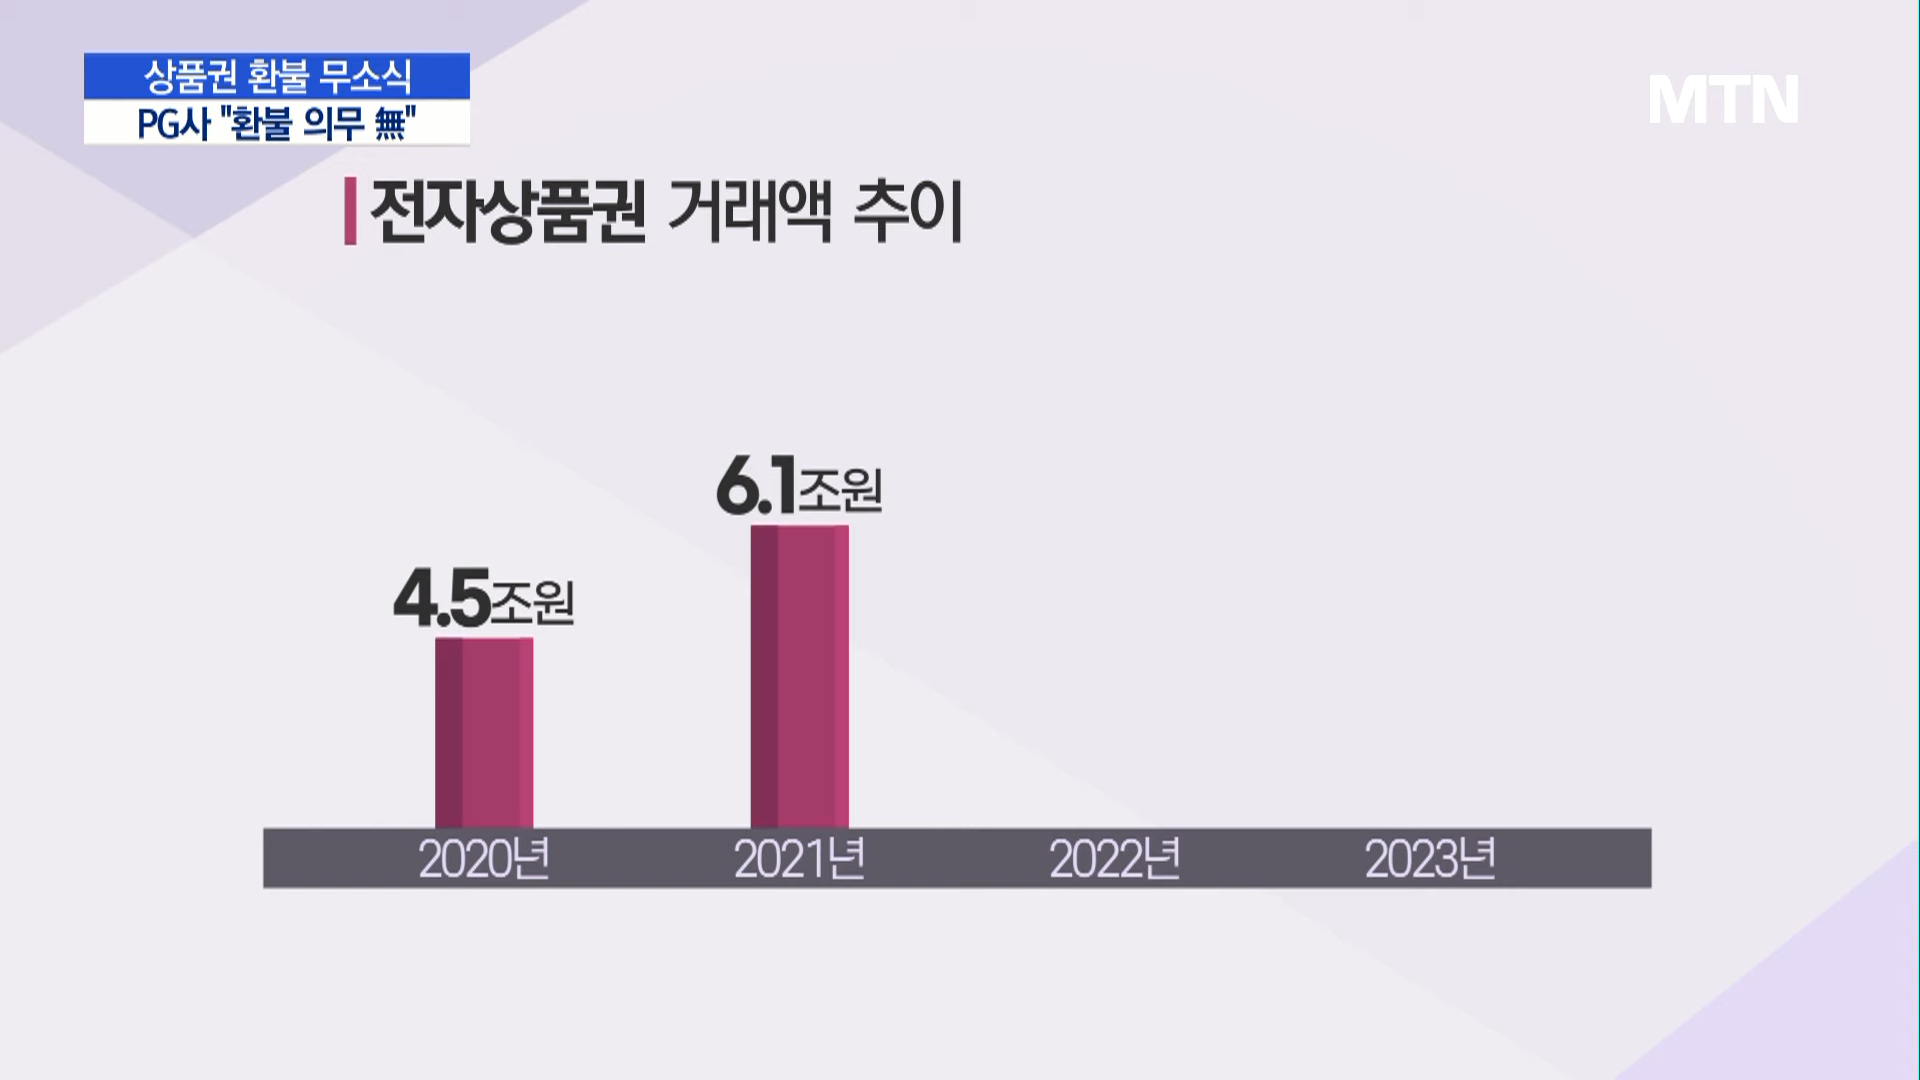 상품권 환불 무소식
PG사 "환불 의무 無"
MTN
전자상품권 거래액 추이
6.1조원
4.5조원
2020년 2021년 2022년 2023년